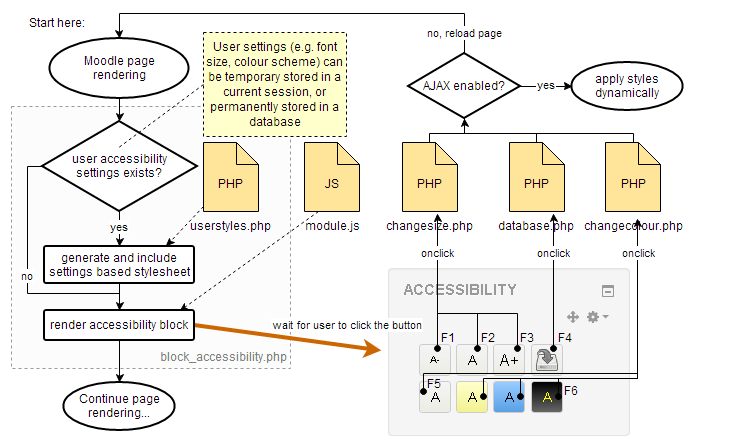 Start here:
Moodle page
rendering
User settings (e.g. font
size, colour scheme) can
be temporary stored in a
current session, or
permanently stored in a
database
no, reload page
AJAX enabled?
yes
apply styles
dynamically
user accessibility
settings exists?
PHP
userstyles.php
JS
module.js
PHP
changesize.php
PHP
database.php
PHP
changecolour.php
yes
no
generate and include
settings based stylesheet
onclick
onclick
onclick
render accessibility block
block_accessibility.php
wait for user to click the button
ACCESSIBILITY
F1
F2
F3
F4
A-
A
A+
F5
F6
A
A
A
A
Continue page
rendering...